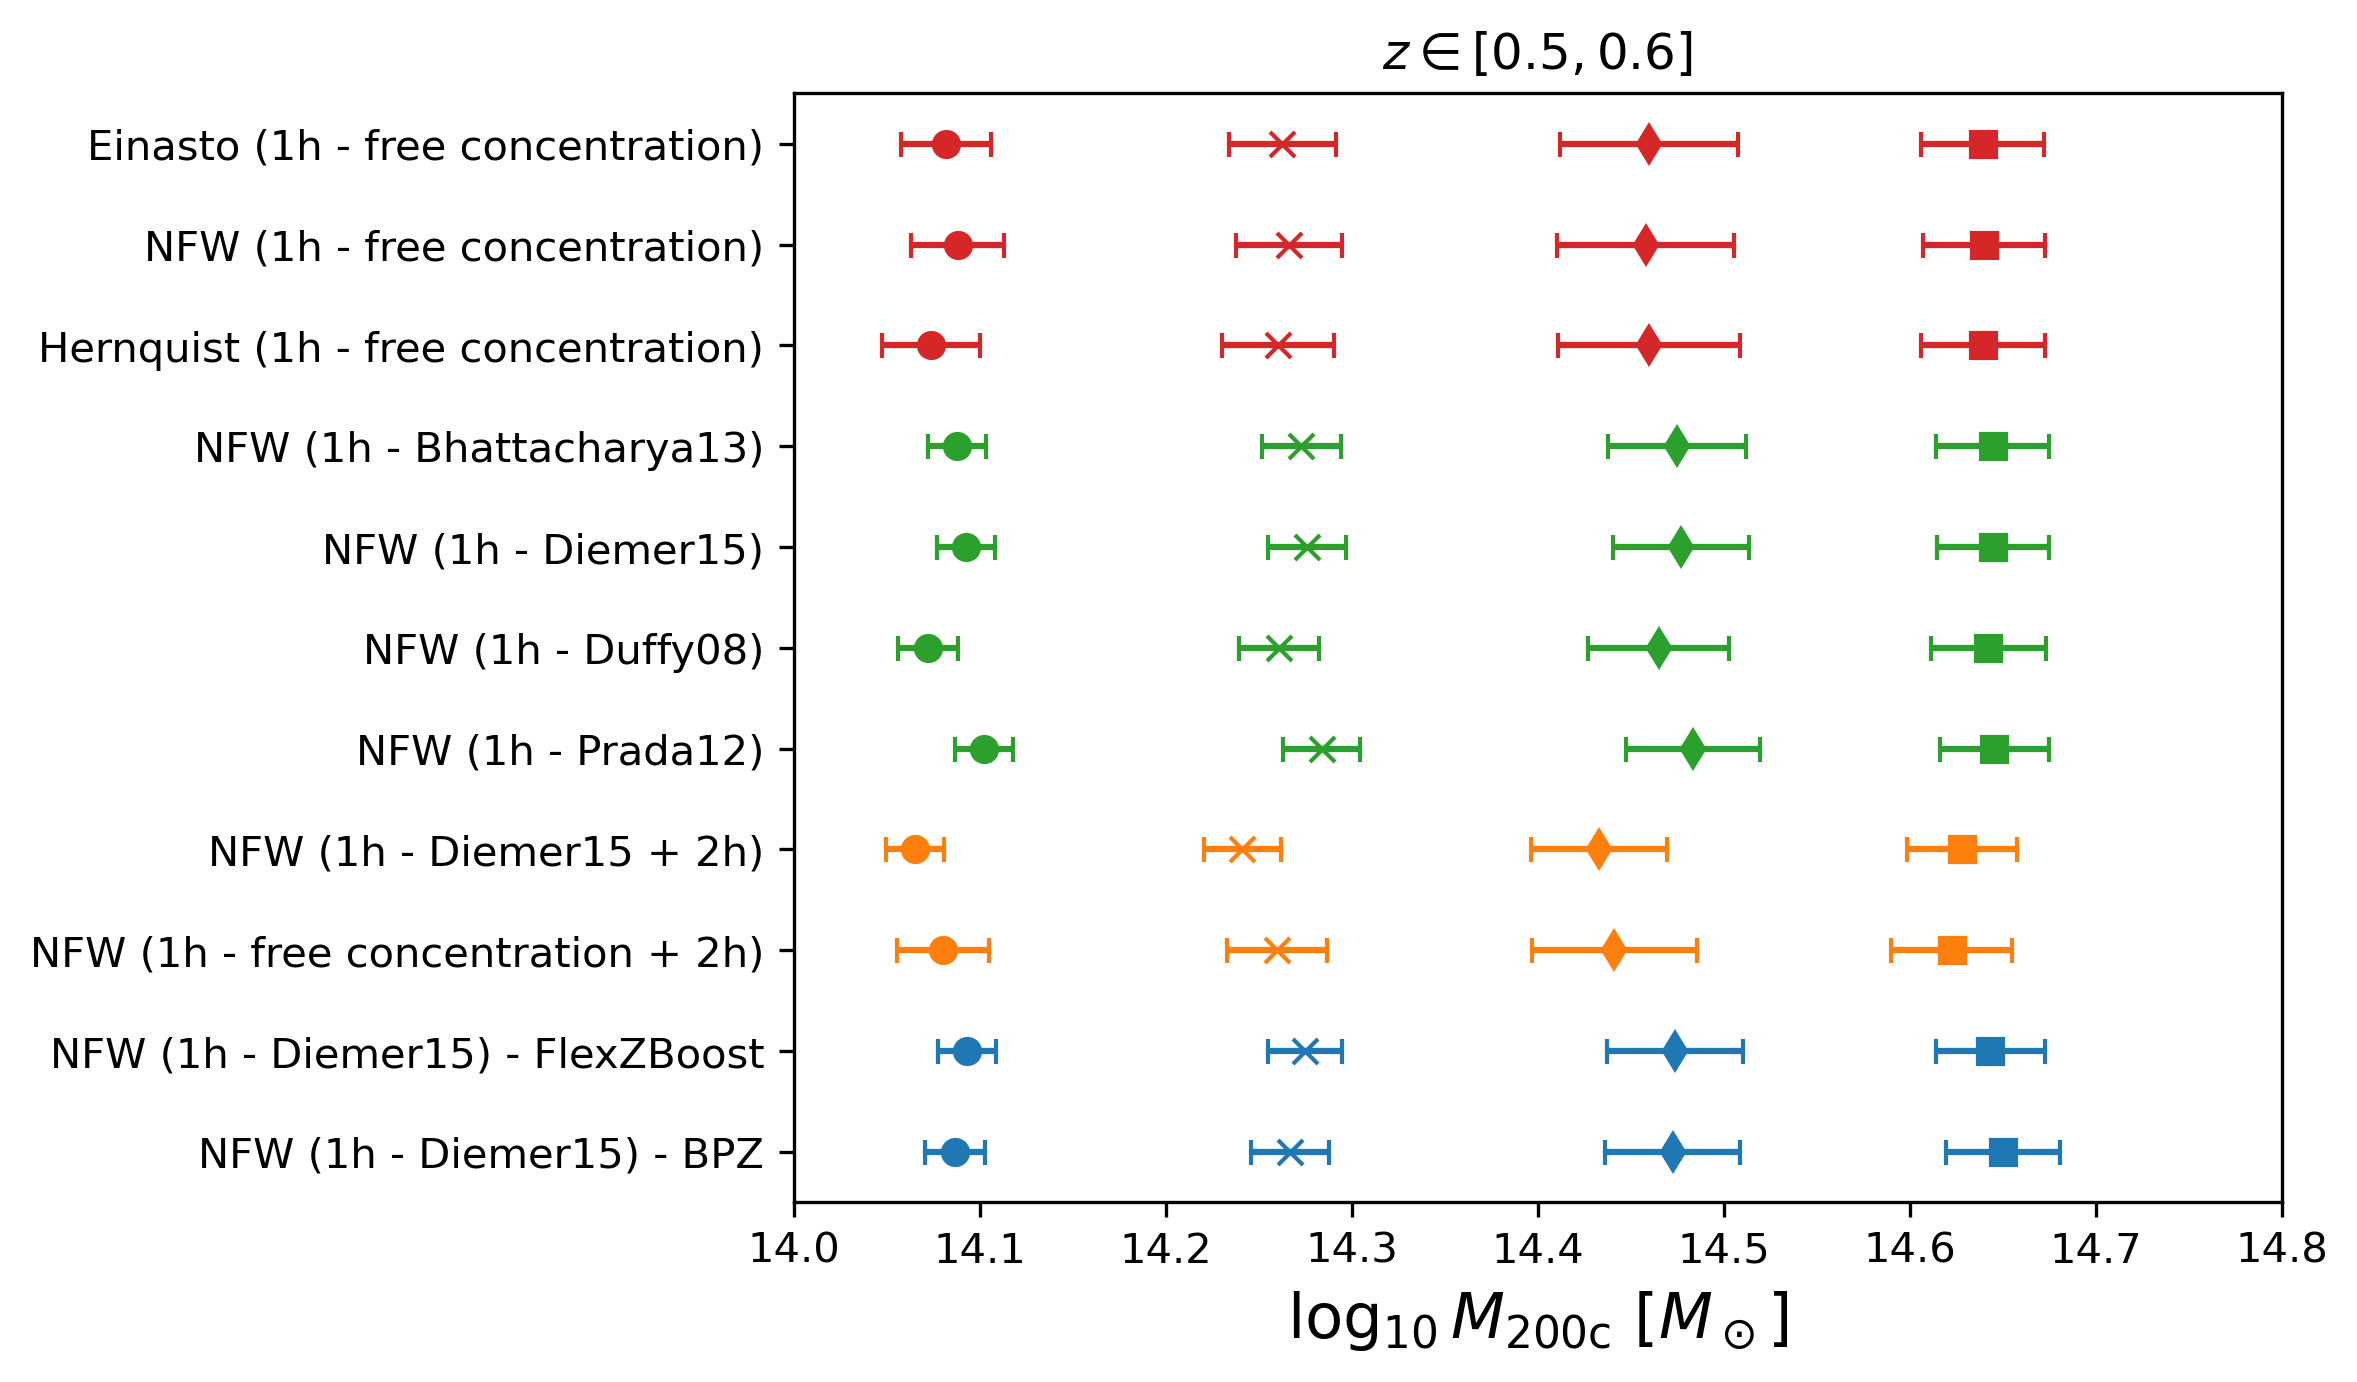 z ∈ [0.5, 0.6]
Einasto (1h - free concentration)
NFW (1h - free concentration)
Hernquist (1h - free concentration)
NFW (1h - Bhattacharya13)
NFW (1h - Diemer15)
NFW (1h - Duffy08)
NFW (1h - Prada12)
NFW (1h - Diemer15 + 2h)
NFW (1h - free concentration + 2h)
NFW (1h - Diemer15) - FlexZBoost
NFW (1h - Diemer15) - BPZ
14.0 14.1 14.2 14.3 14.4 14.5 14.6 14.7 14.8
log₁₀ M₂₀₀c [M⊙]